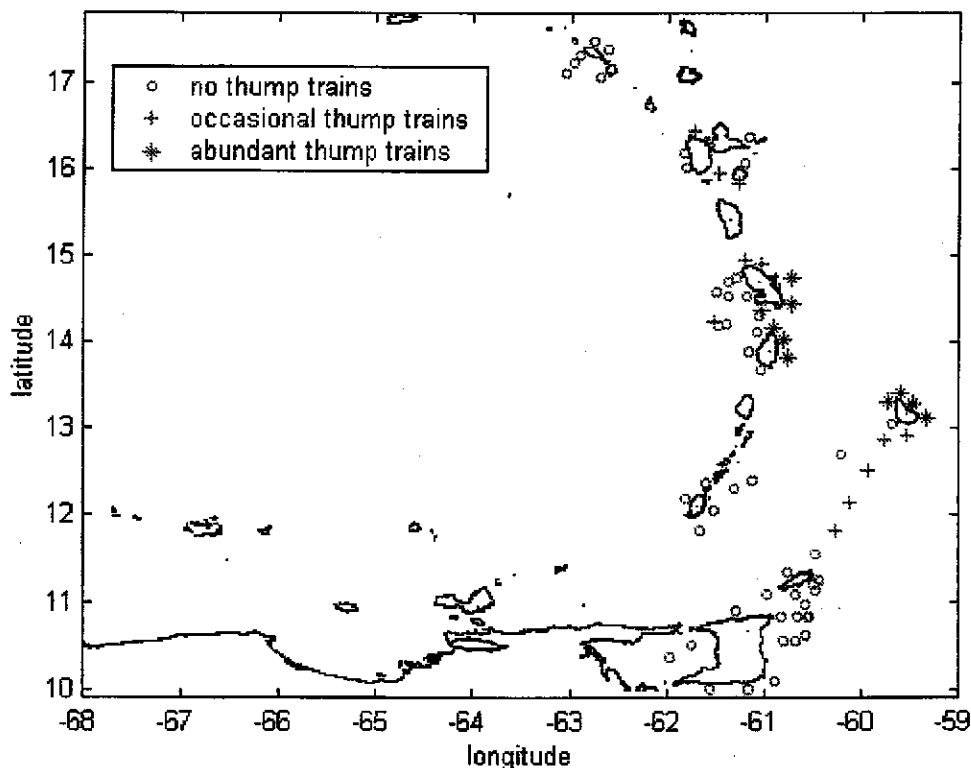 no thump trains
occasional thump trains
abundant thump trains
17
16
15
14
13
12
11
10
-68 -67 -66 -65 -64 -63 -62 -61 -60 -59
latitude
longitude